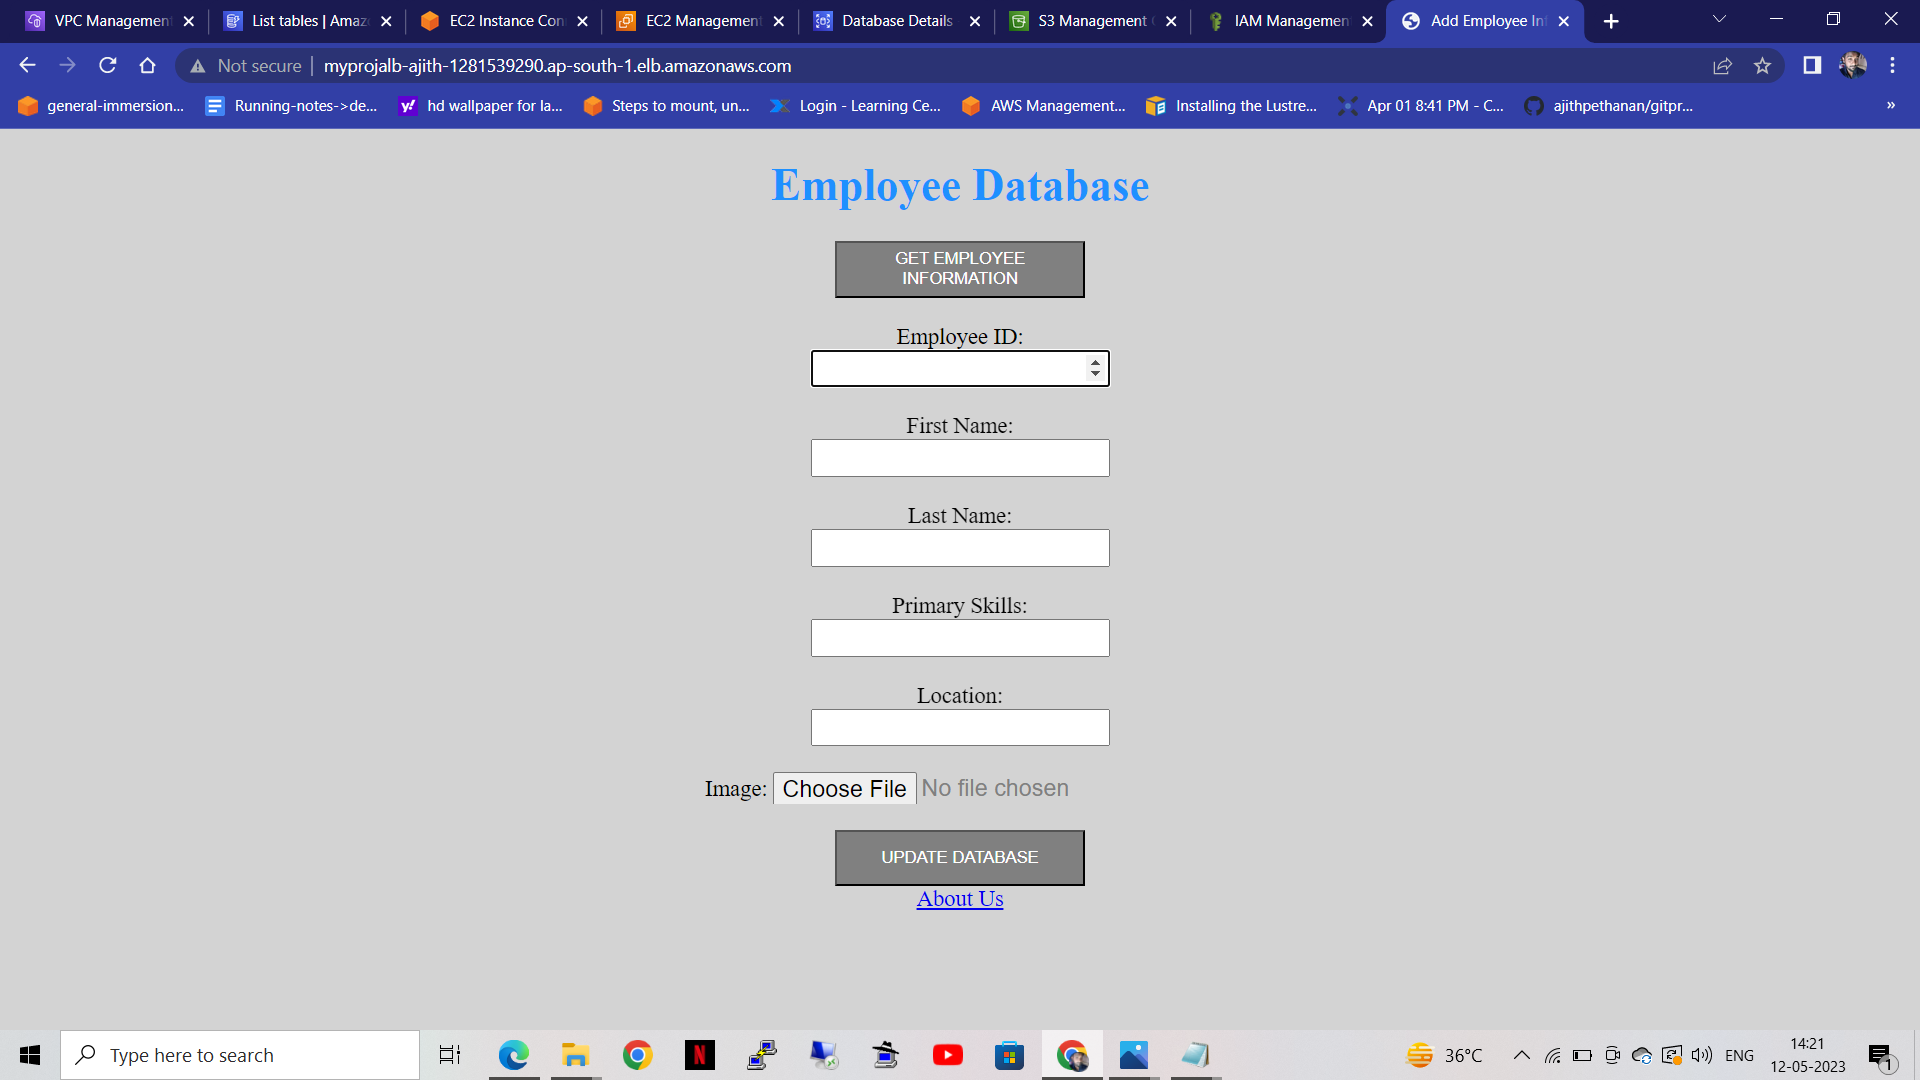 VPC Management
List tables | Amaz
EC2 Instance Con
EC2 Management
Database Details
S3 Management
IAM Managemen
Add Employee In
Not secure
myprojalb-ajith-1281539290.ap-south-1.elb.amazonaws.com
general-immersion...
Running-notes->de...
y!
hd wallpaper for la...
Steps to mount, un...
Login - Learning Ce...
AWS Management...
Installing the Lustre...
Apr 01 8:41 PM - C...
ajithpethanan/gitpr...
»
Employee Database
GET EMPLOYEE
INFORMATION
Employee ID:
First Name:
Last Name:
Primary Skills:
Location:
Image: Choose File No file chosen
UPDATE DATABASE
About Us
Type here to search
N
36°C
ENG
14:21
12-05-2023
1